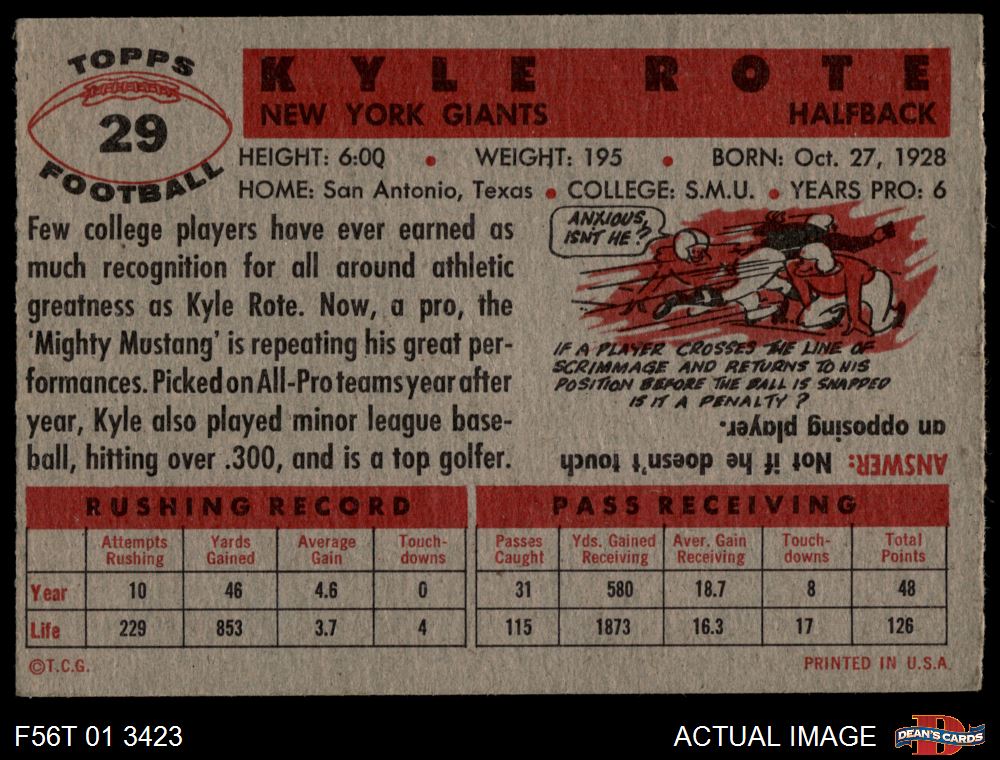 TOPPS
29
FOOTBALL
KYLE ROTE
NEW YORK GIANTS HALFBACK
HEIGHT: 6:0Q • WEIGHT: 195 • BORN: Oct. 27, 1928
HOME: San Antonio, Texas • COLLEGE: S.M.U. • YEARS PRO: 6
Few college players have ever earned as
much recognition for all around athletic
greatness as Kyle Rote. Now, a pro, the
'Mighty Mustang' is repeating his great per-
formances. Picked on All-Pro teams year after
year, Kyle also played minor league base-
ball, hitting over .300, and is a top golfer.
ANXIOUS,
ISN'T HE?
IF A PLAYER CROSSES THE LINE OF
SCRIMMAGE AND RETURNS TO HIS
POSITION BEFORE THE BALL IS SNAPPED
IS IT A PENALTY?
ANSWER: Not if he doesn't touch
an opposing player.
RUSHING RECORD
Attempts Rushing Yards Gained Average Gain Touch-downs
Year 10 46 4.6 0
Life 229 853 3.7 4
PASS RECEIVING
Passes Caught Yds. Gained Receiving Aver. Gain Receiving Touch-downs Total Points
31 580 18.7 8 48
115 1873 16.3 17 126
©T.C.G. PRINTED IN U.S.A.
F56T 01 3423 ACTUAL IMAGE
D
DEAN'S CARDS